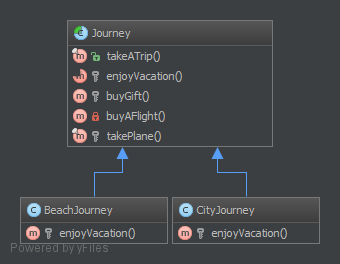 Journey
takeATrip()
enjoyVacation()
buyGift()
buyAFlight()
takePlane()
BeachJourney
enjoyVacation()
CityJourney
enjoyVacation()
Powered by yFiles